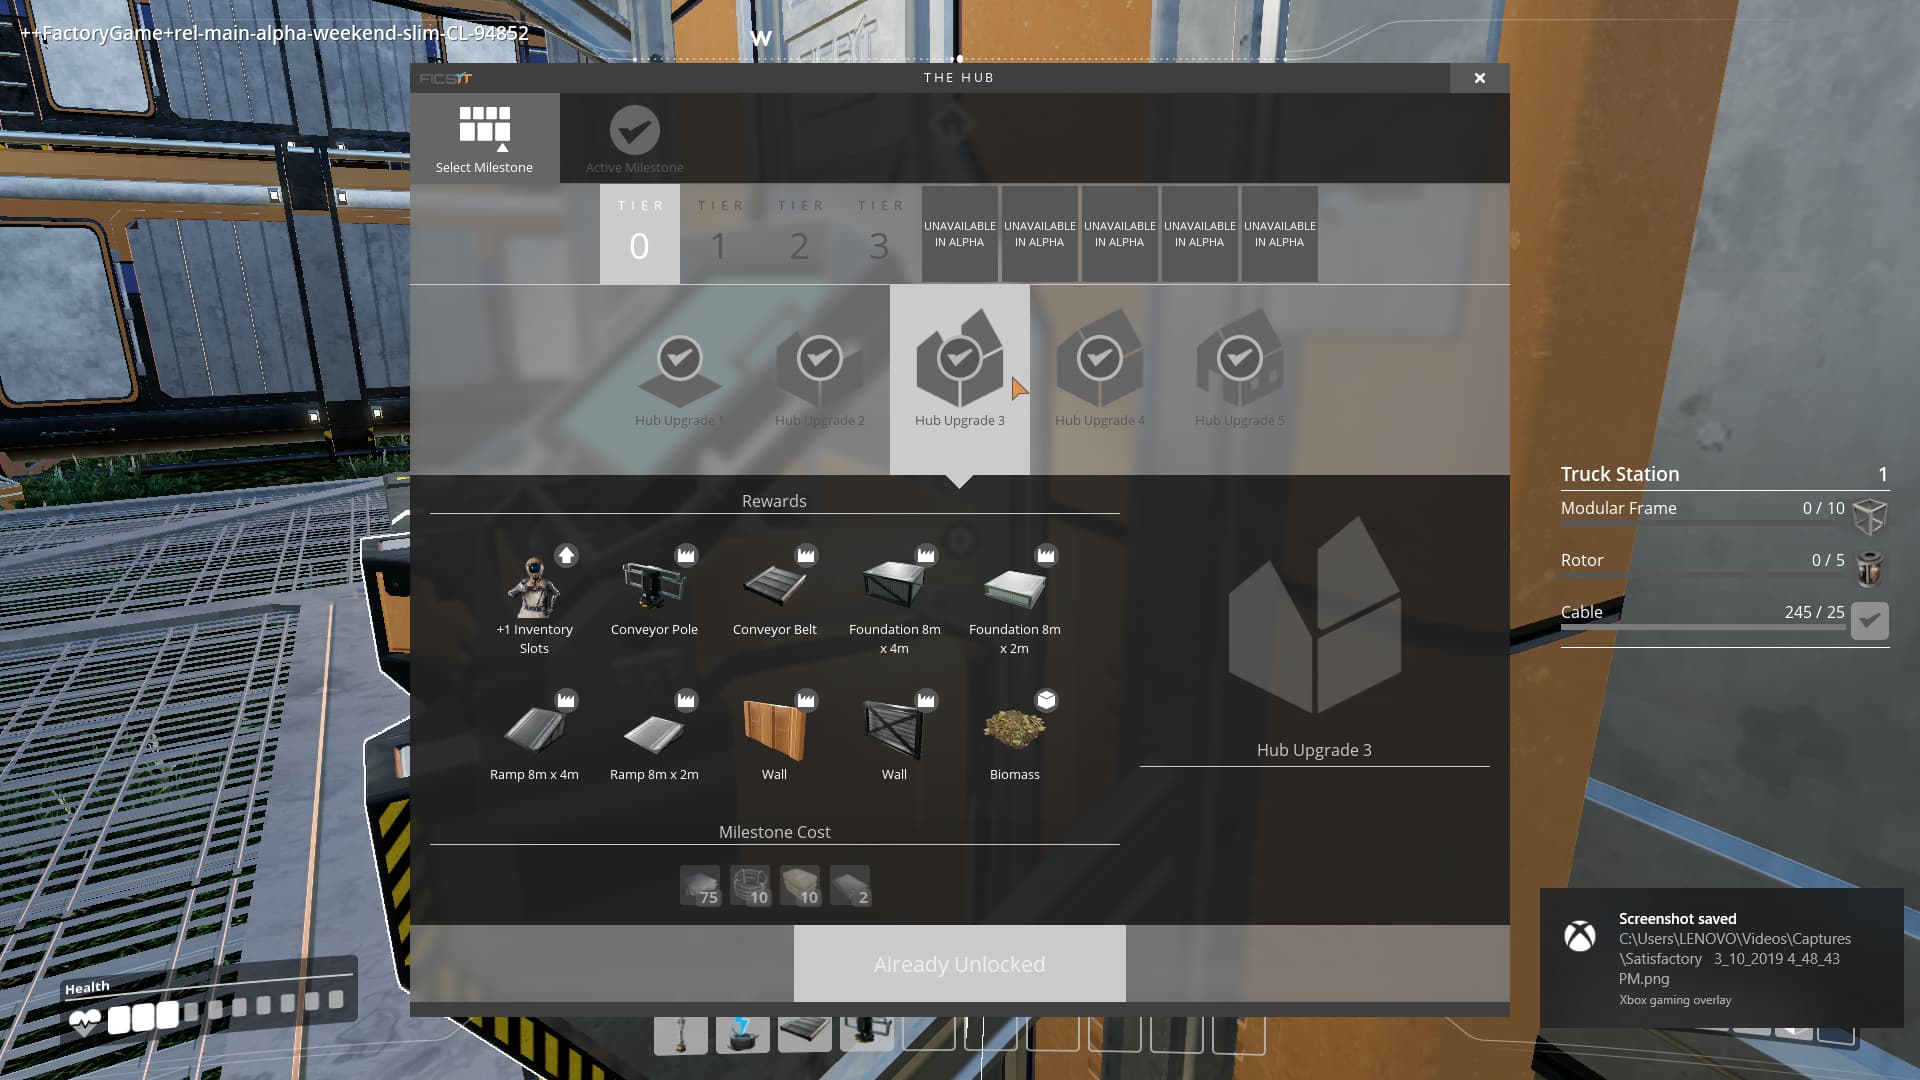 ++FactoryGame+rel-main-alpha-weekend-slim-CL-94852
W
FICSIT
THE HUB
Select Milestone
Active Milestone
TIER
0
TIER
1
TIER
2
TIER
3
UNAVAILABLE
IN ALPHA
UNAVAILABLE
IN ALPHA
UNAVAILABLE
IN ALPHA
UNAVAILABLE
IN ALPHA
UNAVAILABLE
IN ALPHA
Hub Upgrade 1
Hub Upgrade 2
Hub Upgrade 3
Hub Upgrade 4
Hub Upgrade 5
Rewards
+1 Inventory
Slots
Conveyor Pole
Conveyor Belt
Foundation 8m
x 4m
Foundation 8m
x 2m
Ramp 8m x 4m
Ramp 8m x 2m
Wall
Wall
Biomass
Hub Upgrade 3
Milestone Cost
75
10
10
2
Already Unlocked
Truck Station 1
Modular Frame 0 / 10
Rotor 0 / 5
Cable 245 / 25
Health
Screenshot saved
C:\Users\LENOVO\Videos\Captures
\Satisfactory 3_10_2019 4_48_43
PM.png
Xbox gaming overlay